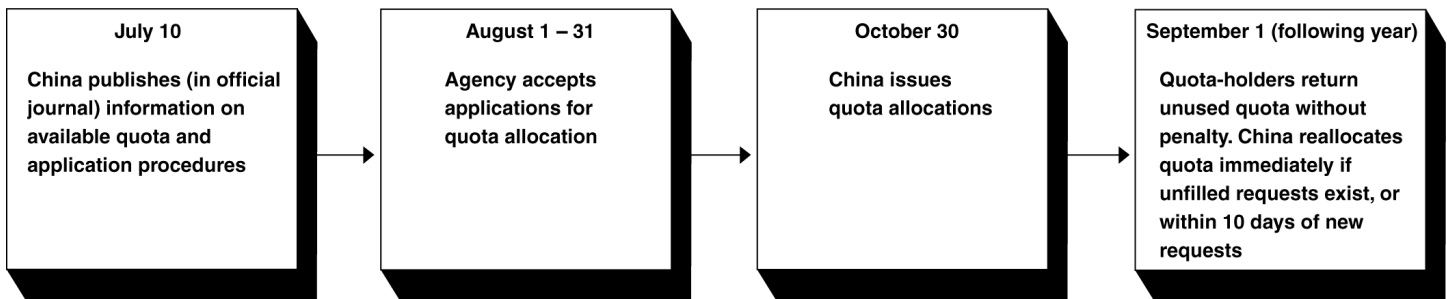 July 10
China publishes (in official
journal) information on
available quota and
application procedures
August 1 – 31
Agency accepts
applications for
quota allocation
October 30
China issues
quota allocations
September 1 (following year)
Quota-holders return
unused quota without
penalty. China reallocates
quota immediately if
unfilled requests exist, or
within 10 days of new
requests